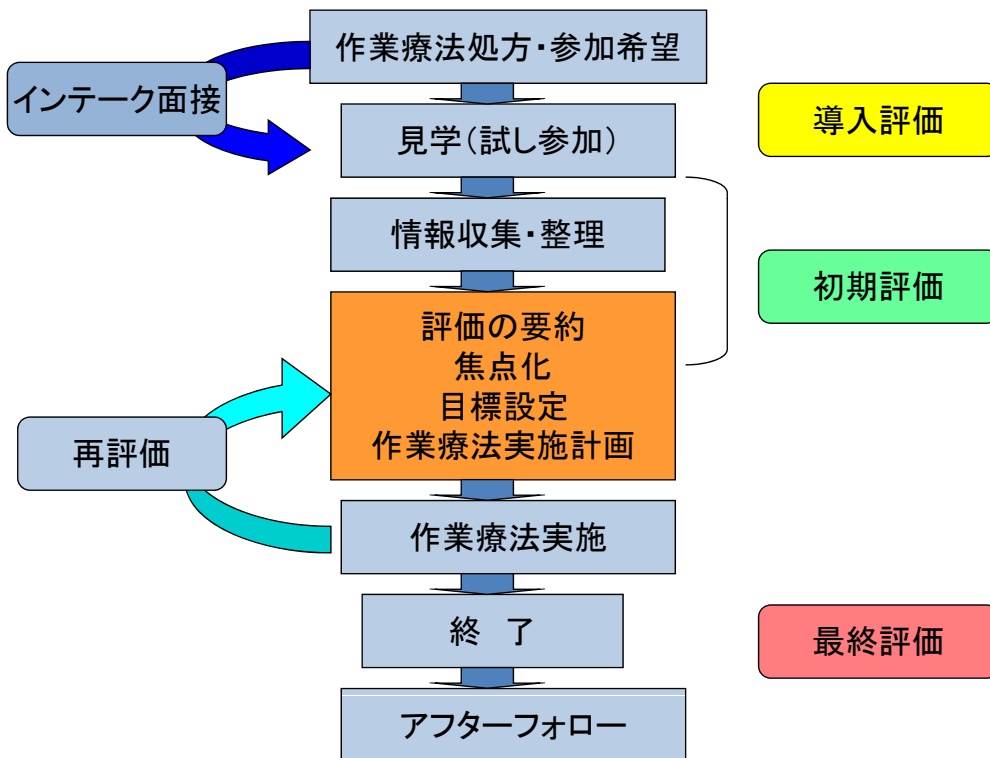 作業療法処方・参加希望
インテーク面接
導入評価
見学(試し参加)
情報収集・整理
初期評価
評価の要約
焦点化
目標設定
作業療法実施計画
再評価
作業療法実施
終　了
最終評価
アフターフォロー